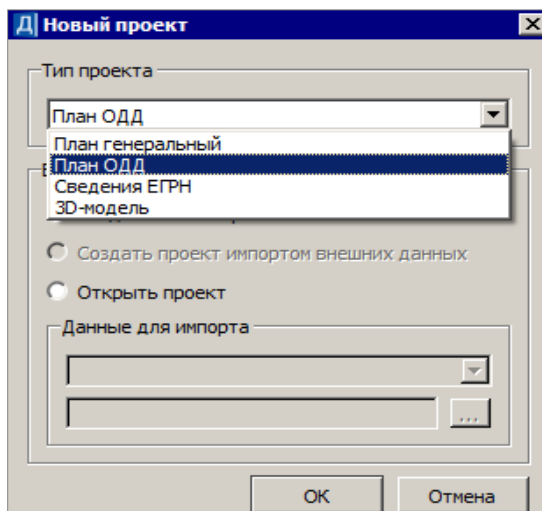 Д Новый проект
Тип проекта
План ОДД
План генеральный
План ОДД
Сведения ЕГРН
3D-модель
Создать проект импортом внешних данных
Открыть проект
Данные для импорта
...
ОК Отмена